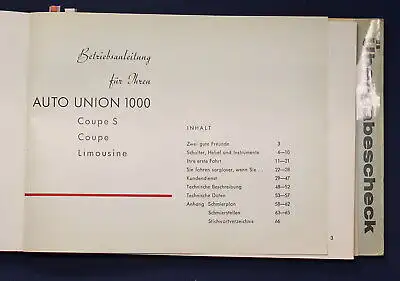 Betriebsanleitung
für Ihren
AUTO UNION 1000
Coupe S
Coupe
Limousine
INHALT
Zwei gute Freunde 3
Schalter, Hebel und Instrumente 4—10
Ihre erste Fahrt 11—21
Sie fahren sorgloser, wenn Sie . . . 22—28
Kundendienst 29—47
Technische Beschreibung 48—52
Technische Daten 53—57
Anhang Schmierplan 58—62
Schmierstellen 63—65
Stichwortverzeichnis 66
3
Übergabescheck